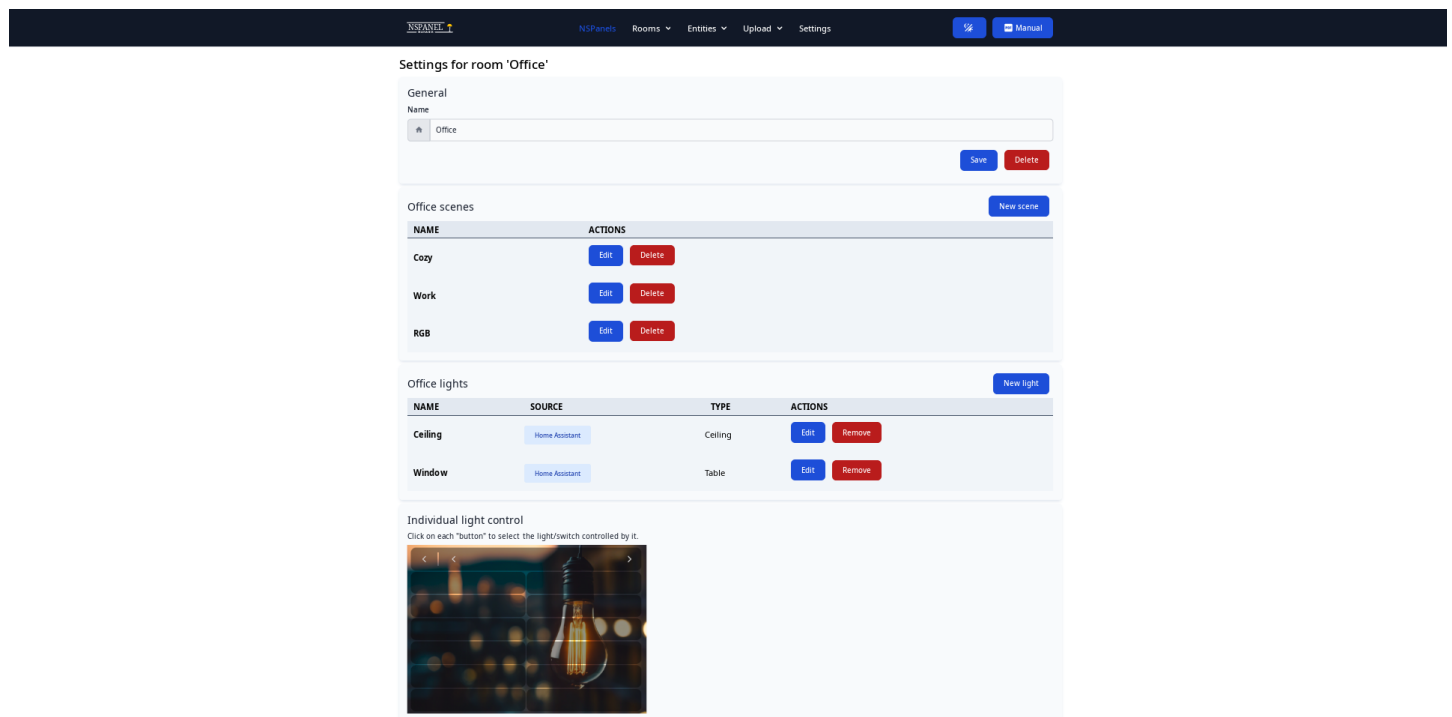 NSPANEL
NSPanels Rooms Entities Upload Settings
Manual
Settings for room 'Office'
General
Name
Office
Save Delete
Office scenes New scene
NAME ACTIONS
Cozy Edit Delete
Work Edit Delete
RGB Edit Delete
Office lights New light
NAME SOURCE TYPE ACTIONS
Ceiling Home Assistant Ceiling Edit Remove
Window Home Assistant Table Edit Remove
Individual light control
Click on each "button" to select the light/switch controlled by it.